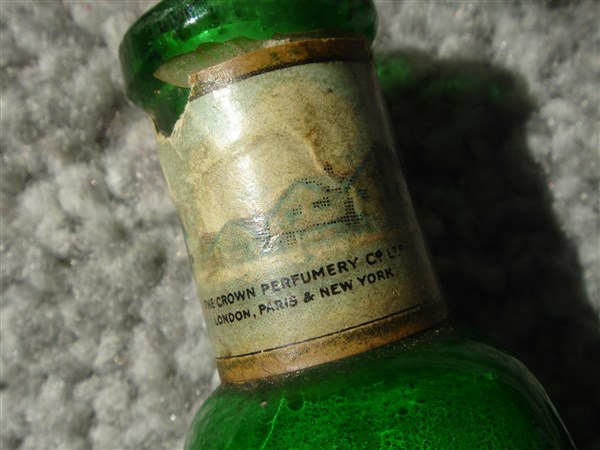 THE CROWN PERFUMERY Co. LTD
LONDON, PARIS & NEW YORK